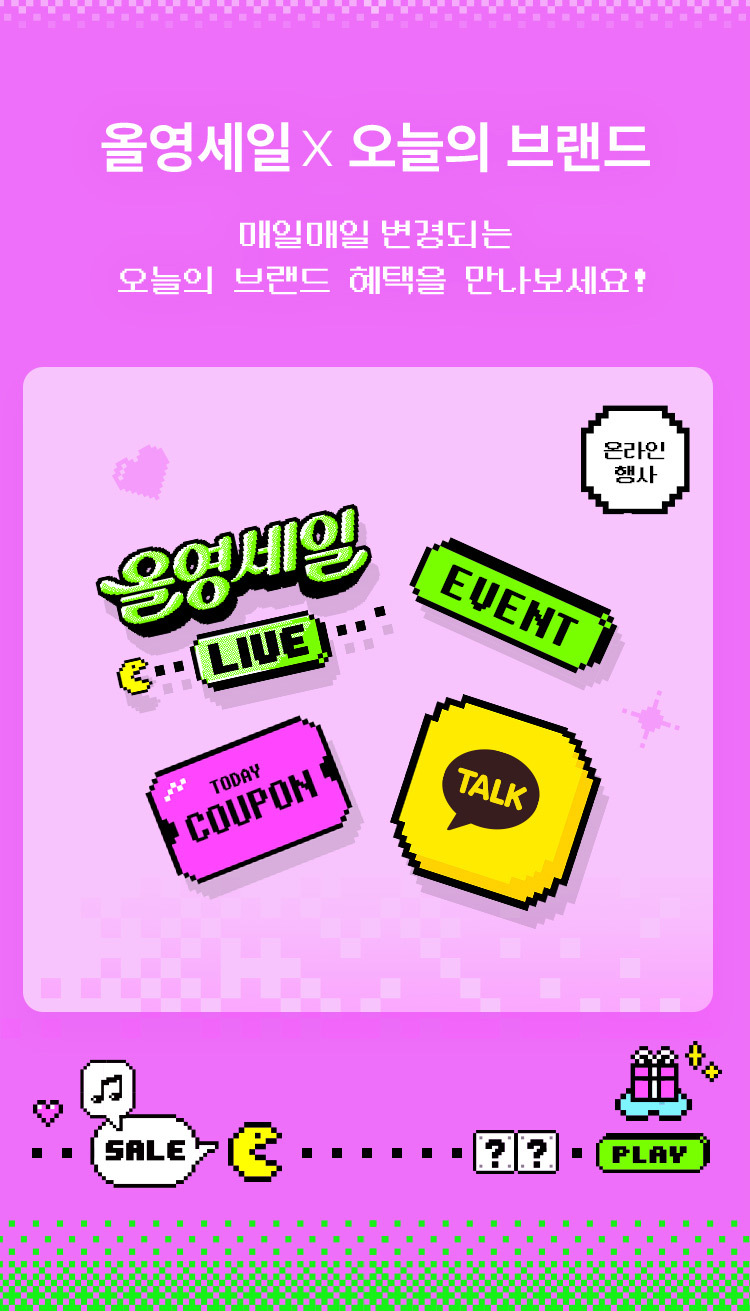 올영세일 X 오늘의 브랜드
매일매일 변경되는
오늘의 브랜드 혜택을 만나보세요!
온라인
행사
올영세일
LIVE
EVENT
TODAY
COUPON
TALK
SALE
? ?
PLAY